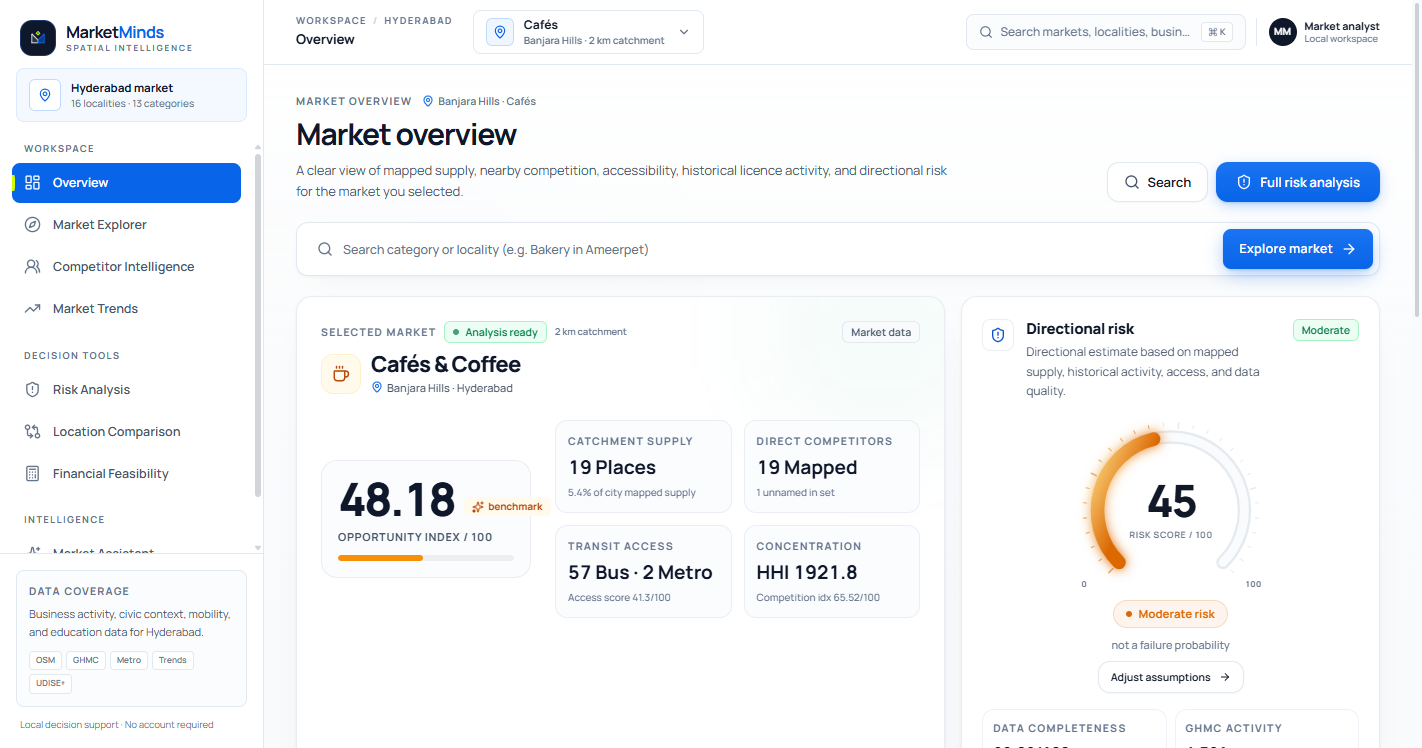 MarketMinds
SPATIAL INTELLIGENCE
Hyderabad market
16 localities · 13 categories
WORKSPACE
Overview
Market Explorer
Competitor Intelligence
Market Trends
DECISION TOOLS
Risk Analysis
Location Comparison
Financial Feasibility
INTELLIGENCE
Market Assistant
DATA COVERAGE
Business activity, civic context, mobility,
and education data for Hyderabad.
OSM GHMC Metro Trends
UDISE+
Local decision support · No account required
WORKSPACE / HYDERABAD
Overview
Cafés
Banjara Hills · 2 km catchment
Search markets, localities, busin... ⌘ K
MM
Market analyst
Local workspace
MARKET OVERVIEW Banjara Hills · Cafés
Market overview
A clear view of mapped supply, nearby competition, accessibility, historical licence activity, and directional risk
for the market you selected.
Search
Full risk analysis
Search category or locality (e.g. Bakery in Ameerpet)
Explore market
SELECTED MARKET Analysis ready 2 km catchment Market data
Cafés & Coffee
Banjara Hills · Hyderabad
48.18 benchmark
OPPORTUNITY INDEX / 100
CATCHMENT SUPPLY
19 Places
5.4% of city mapped supply
DIRECT COMPETITORS
19 Mapped
1 unnamed in set
TRANSIT ACCESS
57 Bus · 2 Metro
Access score 41.3/100
CONCENTRATION
HHI 1921.8
Competition idx 65.52/100
Directional risk Moderate
Directional estimate based on mapped
supply, historical activity, access, and data
quality.
45
RISK SCORE / 100
0 100
Moderate risk
not a failure probability
Adjust assumptions
DATA COMPLETENESS
GHMC ACTIVITY